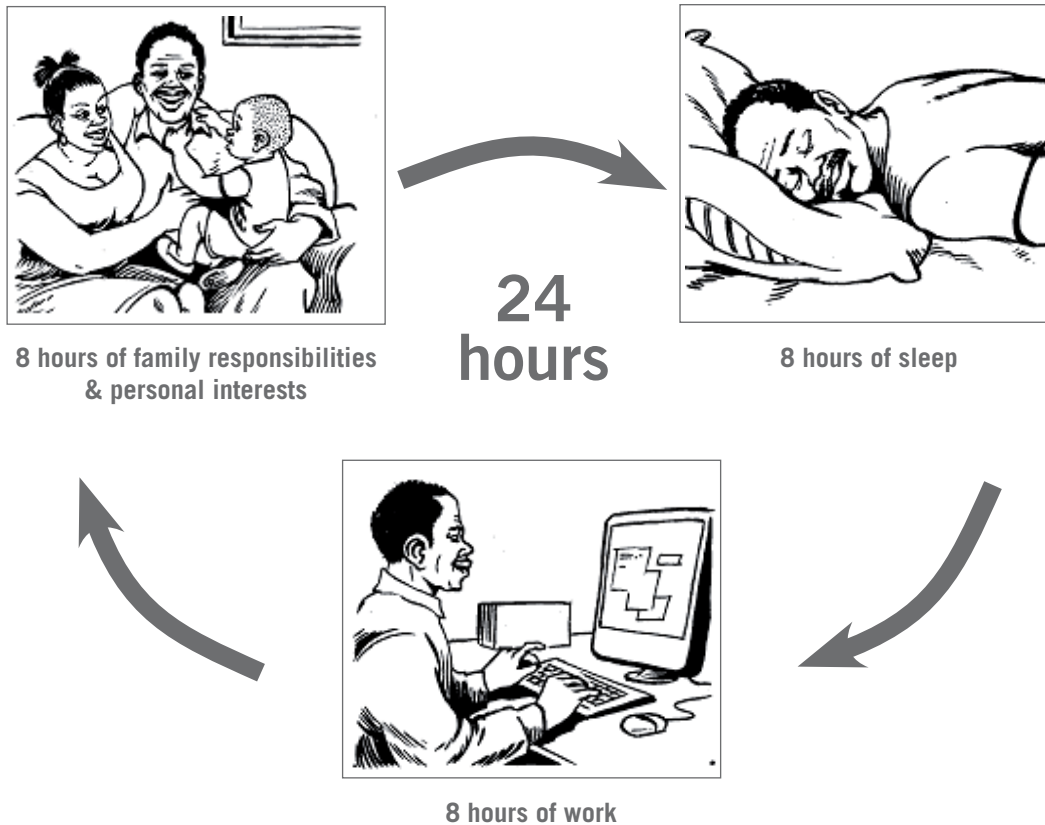 24
hours
8 hours of family responsibilities
& personal interests
8 hours of sleep
8 hours of work